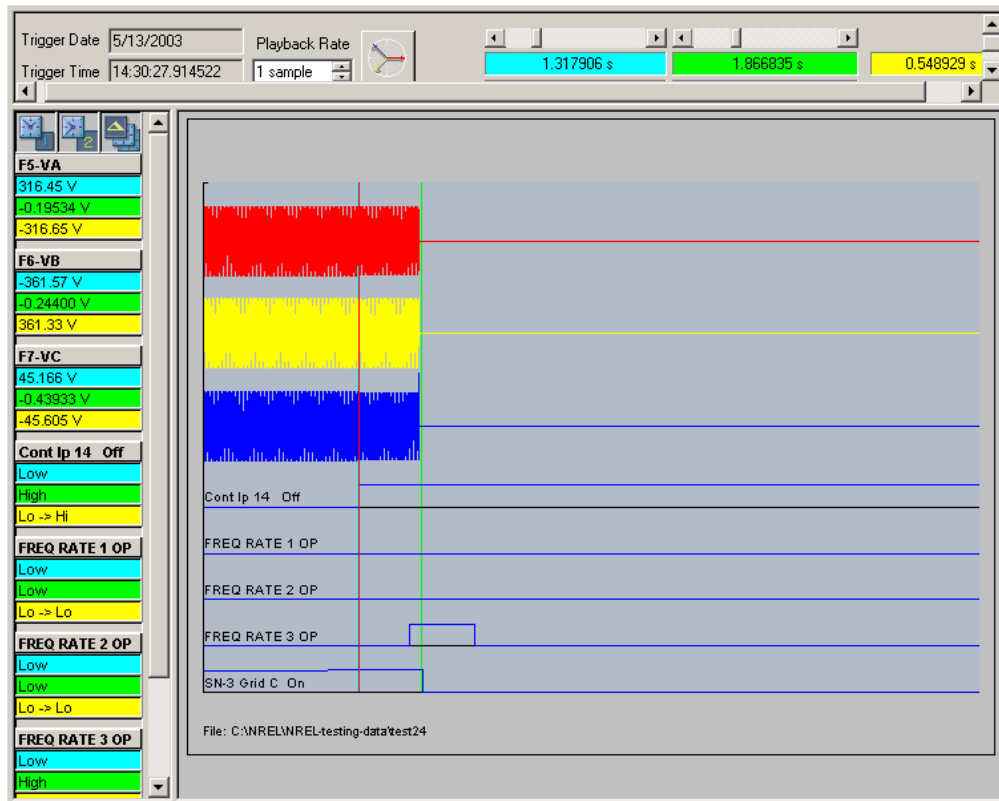 Trigger Date 5/13/2003
Playback Rate
Trigger Time 14:30:27.914522
1 sample
1.317906 s
1.866835 s
0.548929 s
1
2
F5-VA
316.45 V
-0.19534 V
-316.65 V
F6-VB
-361.57 V
-0.24400 V
361.33 V
F7-VC
45.166 V
-0.43933 V
-45.605 V
Cont Ip 14 Off
Low
High
Lo -> Hi
FREQ RATE 1 OP
Low
Low
Lo -> Lo
FREQ RATE 2 OP
Low
Low
Lo -> Lo
FREQ RATE 3 OP
Low
High
Cont Ip 14 Off
FREQ RATE 1 OP
FREQ RATE 2 OP
FREQ RATE 3 OP
SN-3 Grid C On
File: C:\NREL\NREL-testing-data\test24